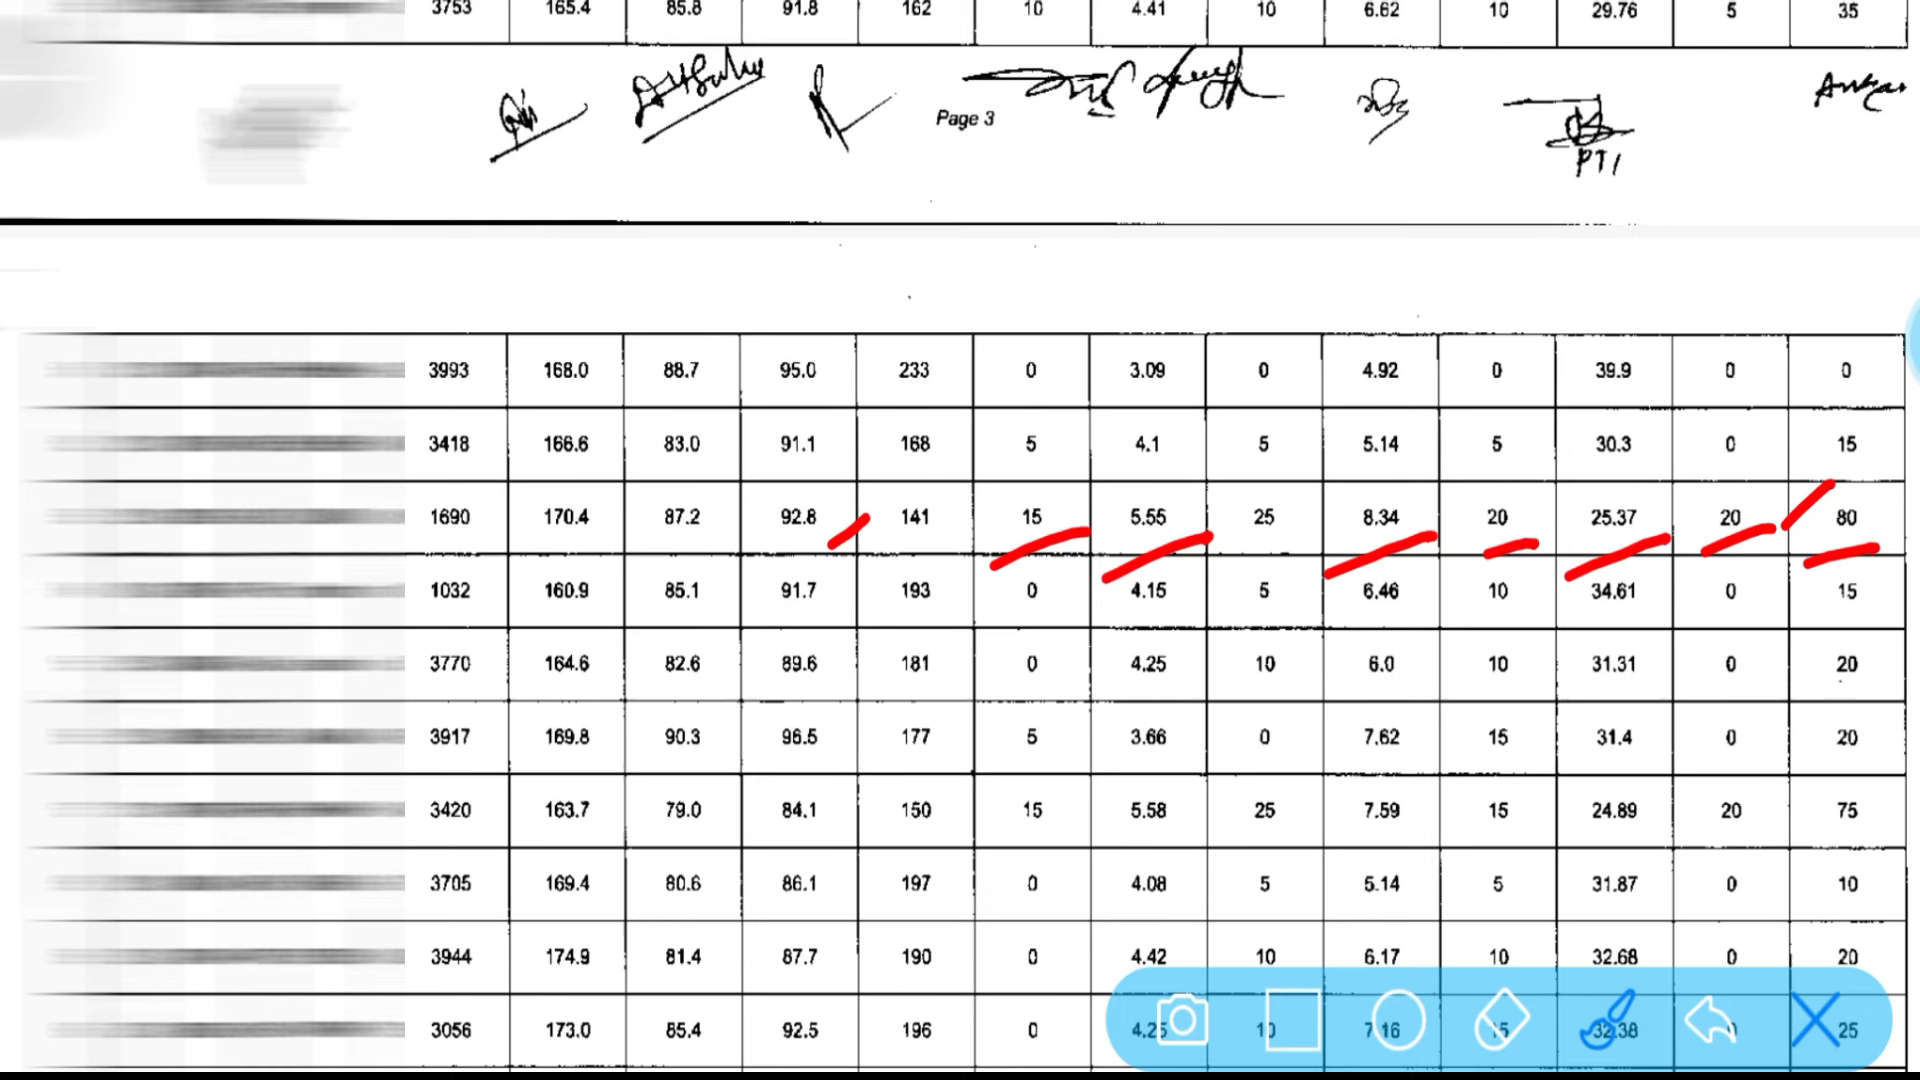 3753 165.4 85.8 91.8 162 10 4.41 10 6.62 10 29.76 5 35
Page 3
PTI
3993 168.0 88.7 95.0 233 0 3.09 0 4.92 0 39.9 0 0
3418 166.6 83.0 91.1 168 5 4.1 5 5.14 5 30.3 0 15
1690 170.4 87.2 92.8 141 15 5.55 25 8.34 20 25.37 20 80
1032 160.9 85.1 91.7 193 0 4.15 5 6.46 10 34.61 0 15
3770 164.6 82.6 89.6 181 0 4.25 10 6.0 10 31.31 0 20
3917 169.8 90.3 96.5 177 5 3.66 0 7.62 15 31.4 0 20
3420 163.7 79.0 84.1 150 15 5.58 25 7.59 15 24.89 20 75
3705 169.4 80.6 86.1 197 0 4.08 5 5.14 5 31.87 0 10
3944 174.9 81.4 87.7 190 0 4.42 10 6.17 10 32.68 0 20
3056 173.0 85.4 92.5 196 0 4.25 10 7.16 15 32.38 0 25